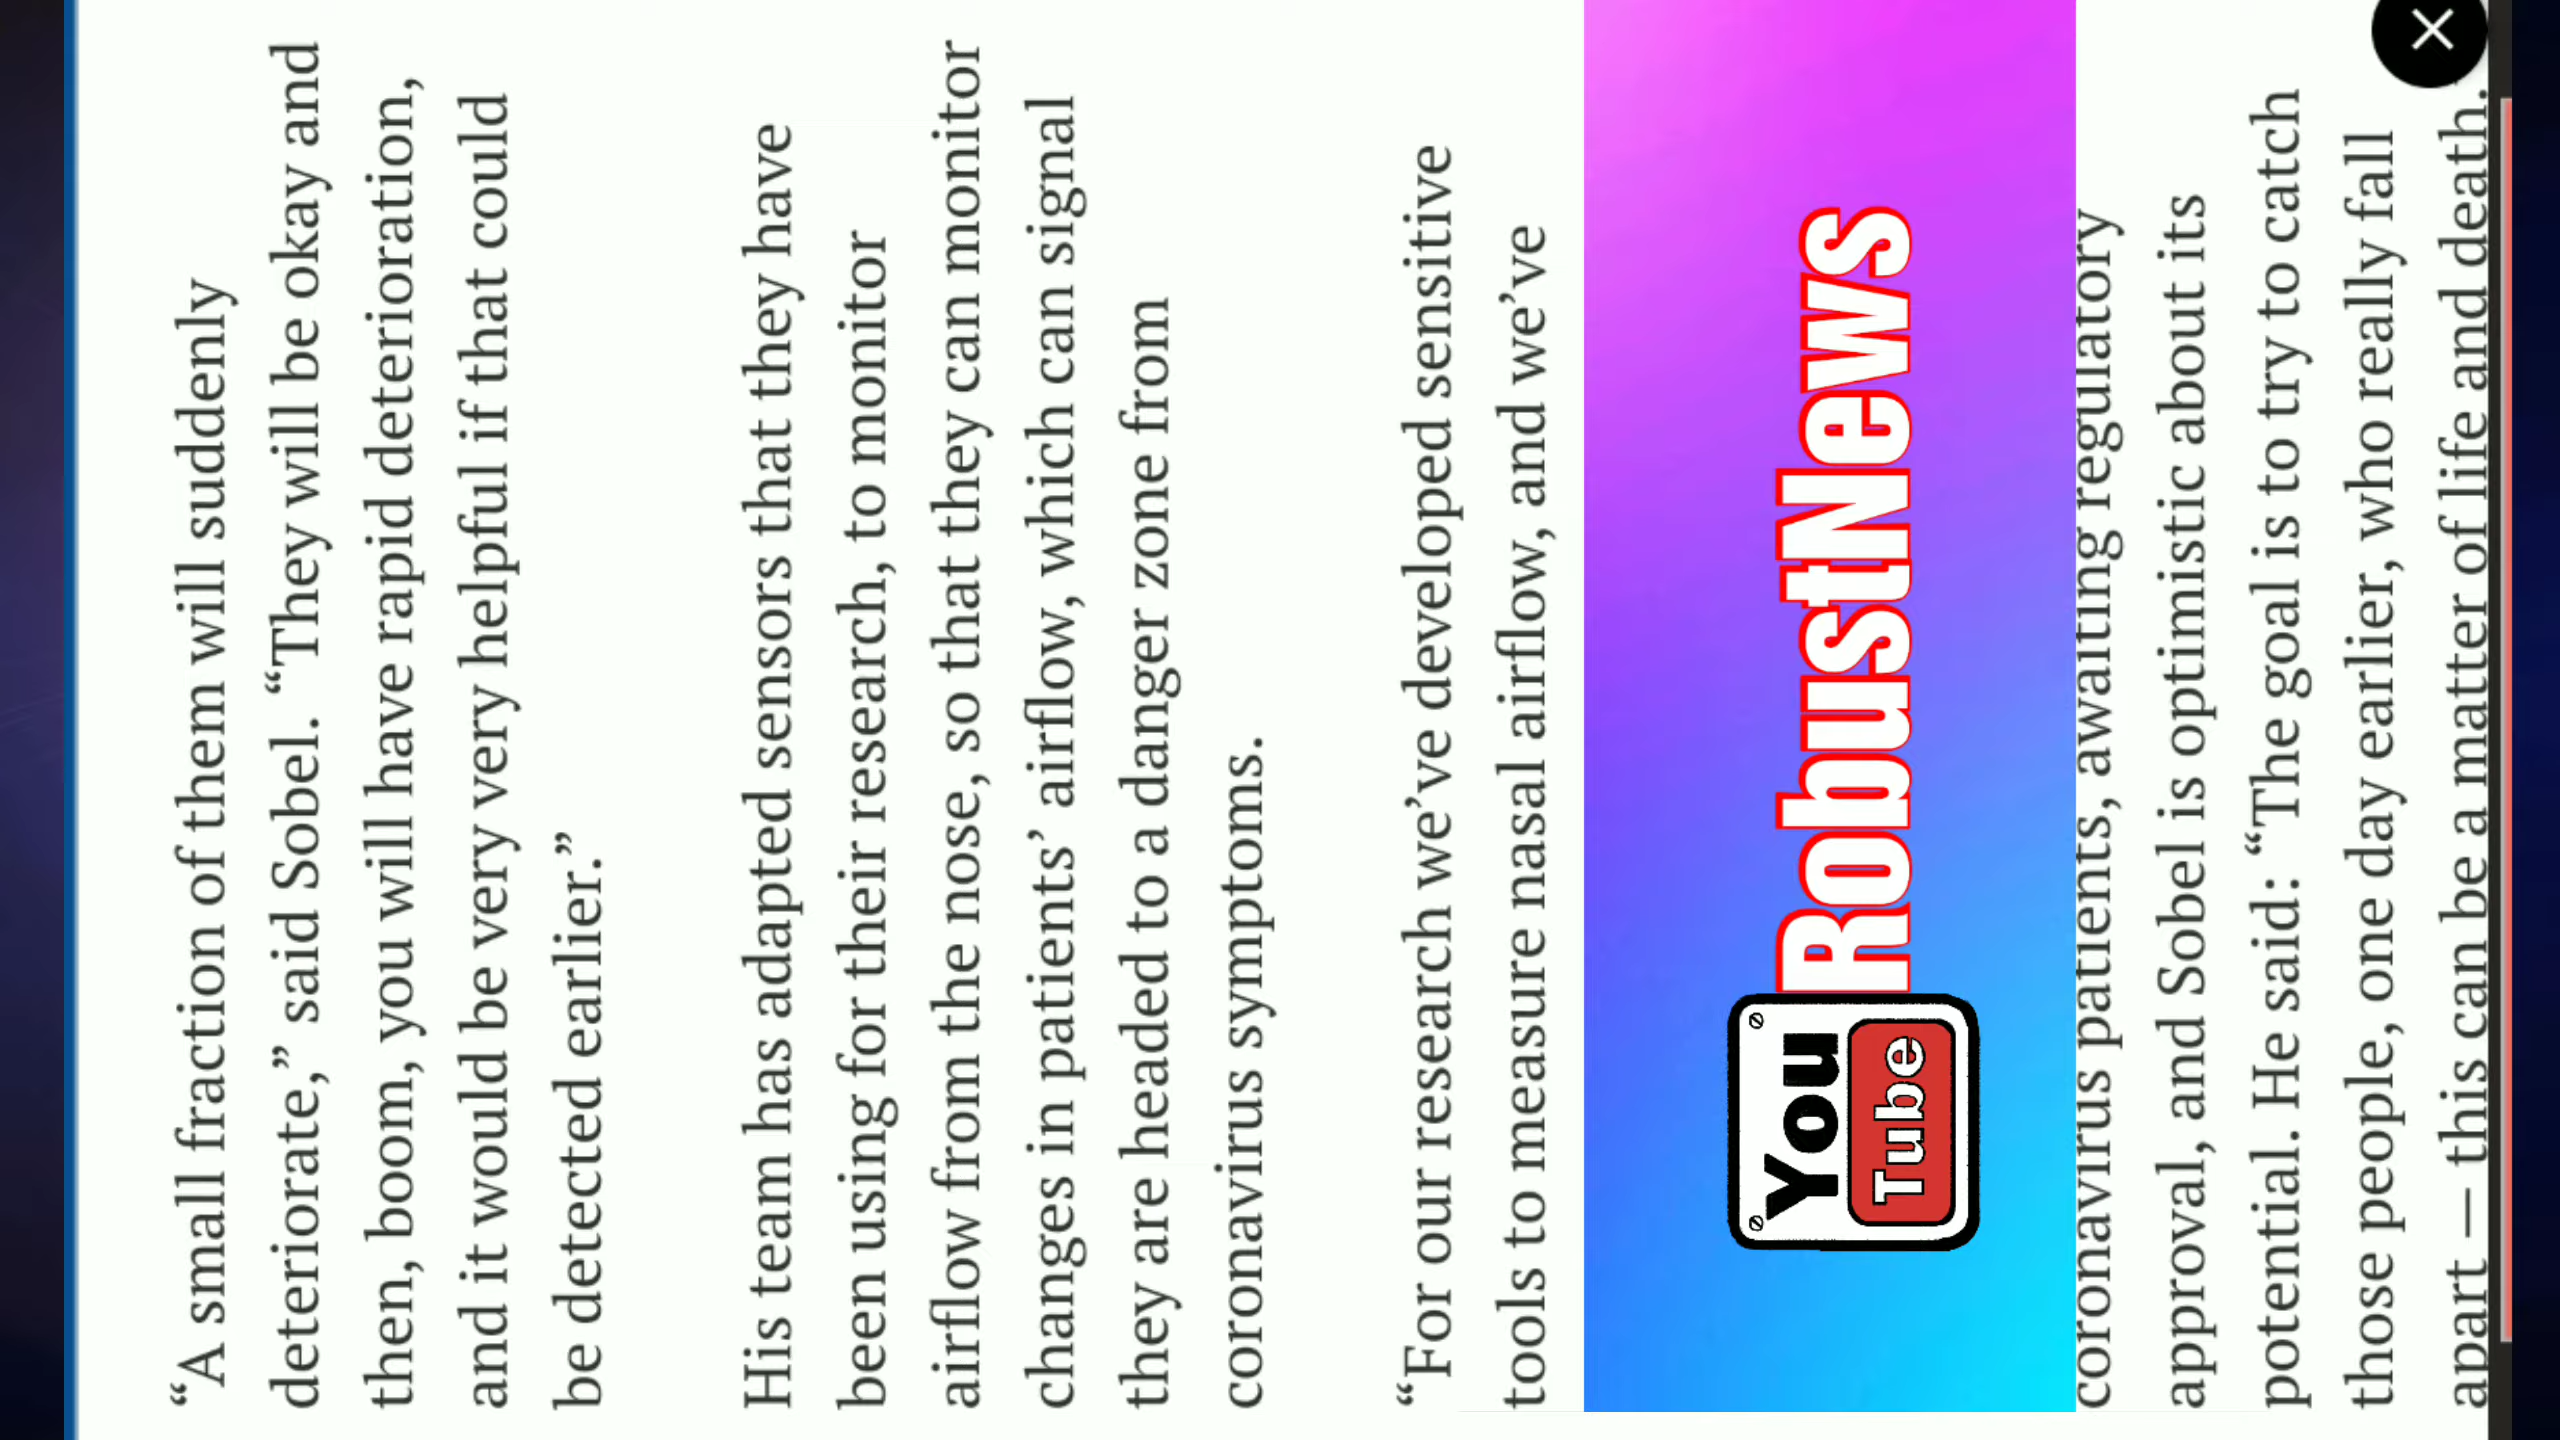 “A small fraction of them will suddenly
deteriorate,” said Sobel. “They will be okay and
then, boom, you will have rapid deterioration,
and it would be very very helpful if that could
be detected earlier.”
His team has adapted sensors that they have
been using for their research, to monitor
airflow from the nose, so that they can monitor
changes in patients’ airflow, which can signal
they are headed to a danger zone from
coronavirus symptoms.
“For our research we’ve developed sensitive
tools to measure nasal airflow, and we’ve
You
Tube
RobustNews
coronavirus patients, awaiting regulatory
approval, and Sobel is optimistic about its
potential. He said: “The goal is to try to catch
those people, one day earlier, who really fall
apart — this can be a matter of life and death.